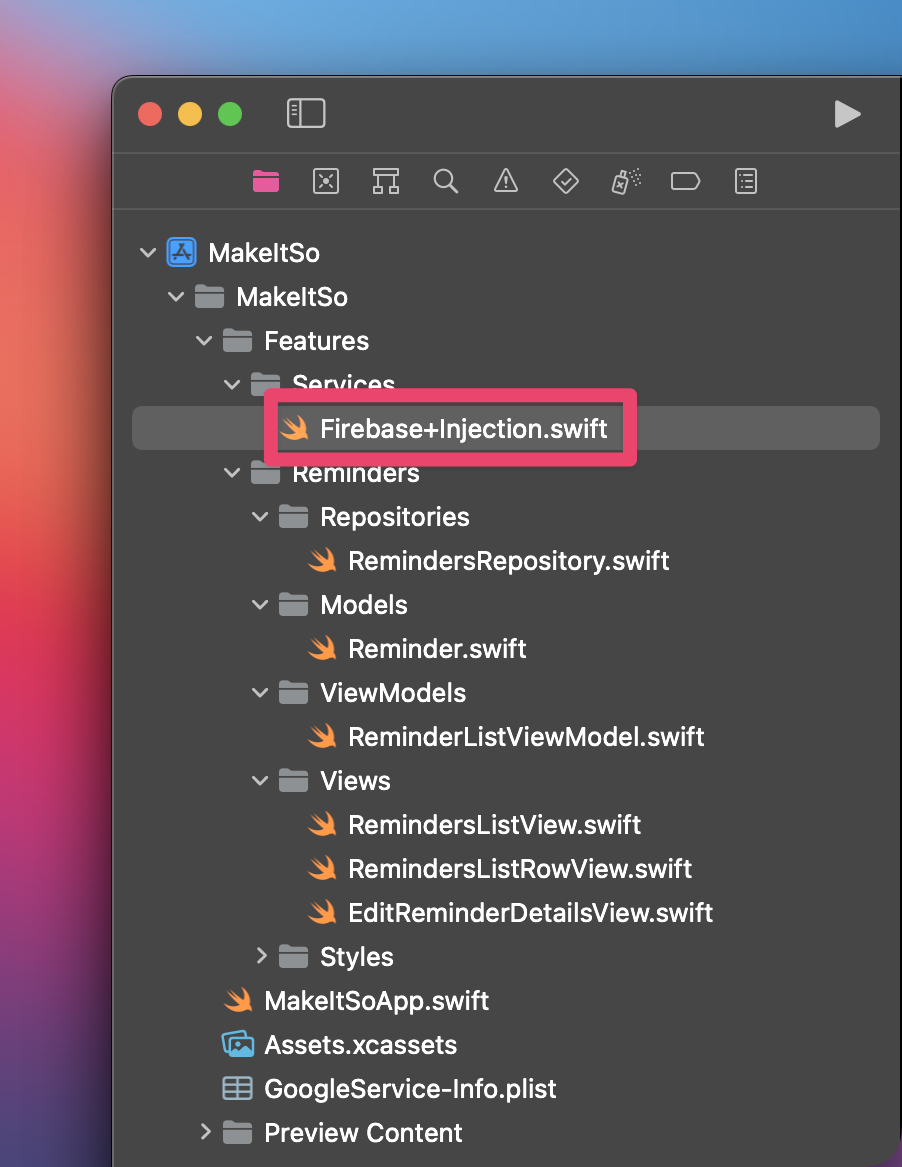 MakeItSo
MakeItSo
Features
Services
Firebase+Injection.swift
Reminders
Repositories
RemindersRepository.swift
Models
Reminder.swift
ViewModels
ReminderListViewModel.swift
Views
RemindersListView.swift
RemindersListRowView.swift
EditReminderDetailsView.swift
Styles
MakeItSoApp.swift
Assets.xcassets
GoogleService-Info.plist
Preview Content